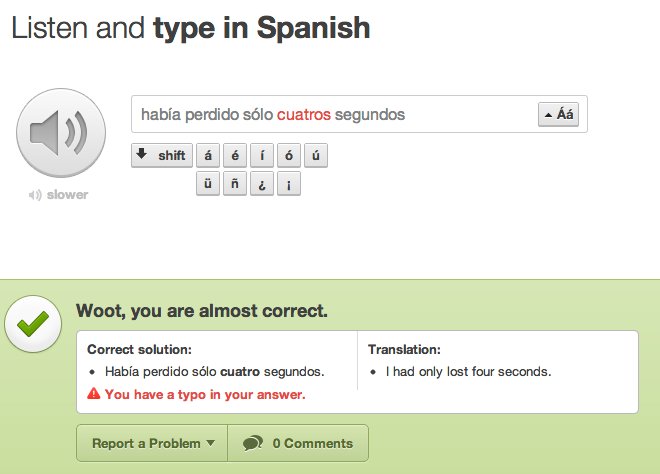 Listen and type in Spanish
había perdido sólo cuatros segundos
Áá
shift á é í ó ú
ü ñ ¿ ¡
slower
Woot, you are almost correct.
Correct solution:
• Había perdido sólo cuatro segundos.
You have a typo in your answer.
Translation:
• I had only lost four seconds.
Report a Problem
0 Comments